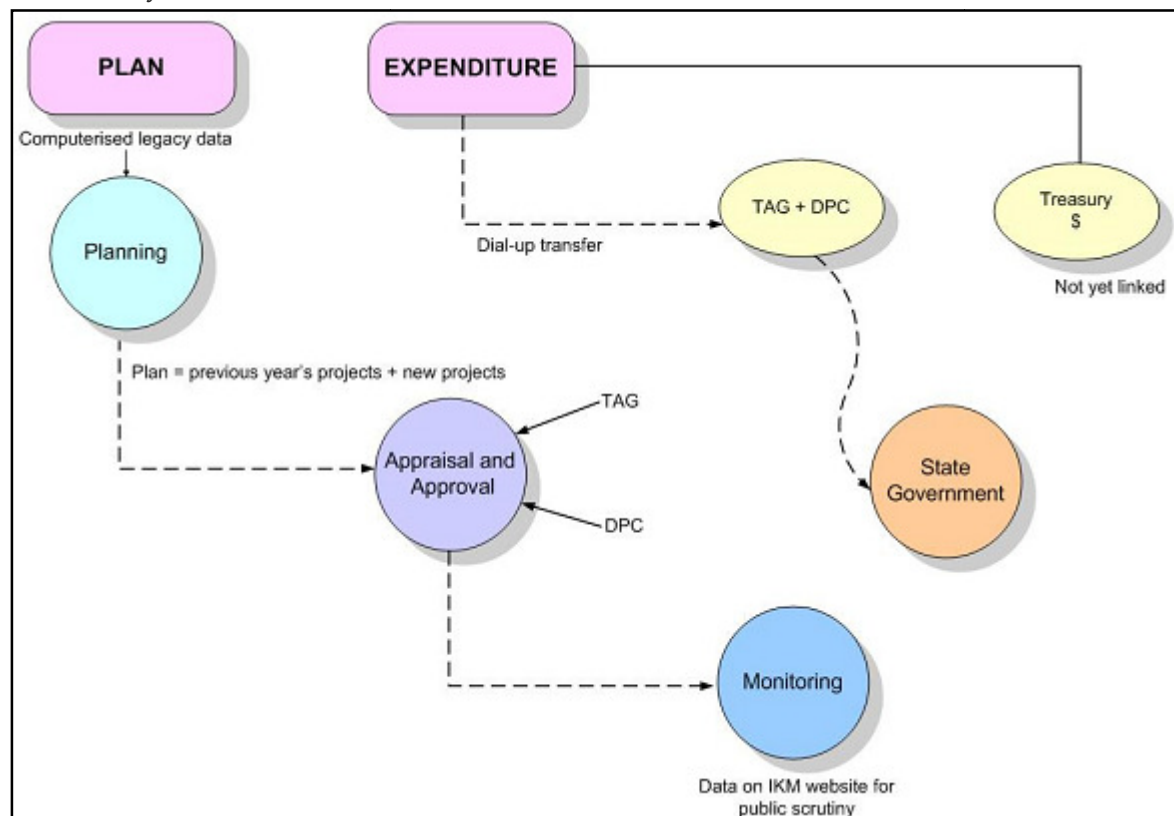 PLAN
EXPENDITURE
Computerised legacy data
Planning
Dial-up transfer
TAG + DPC
Treasury
$
Not yet linked
Plan = previous year's projects + new projects
TAG
Appraisal and
Approval
DPC
State
Government
Monitoring
Data on IKM website for
public scrutiny